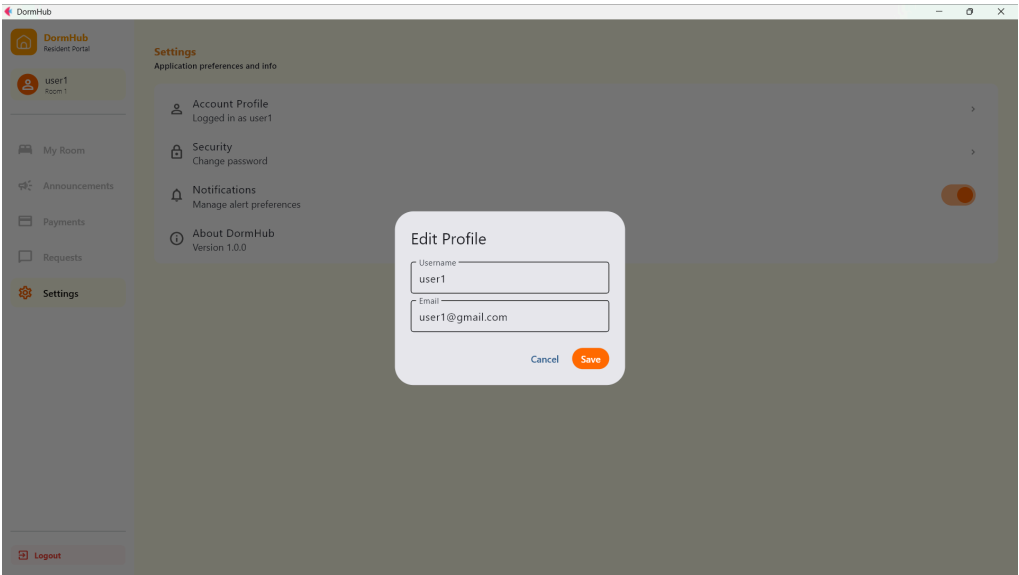 DormHub
DormHub
Resident Portal
user1
Room 1
My Room
Announcements
Payments
Requests
Settings
Logout
Settings
Application preferences and info
Account Profile
Logged in as user1
Security
Change password
Notifications
Manage alert preferences
About DormHub
Version 1.0.0
Edit Profile
Username
user1
Email
user1@gmail.com
Cancel
Save